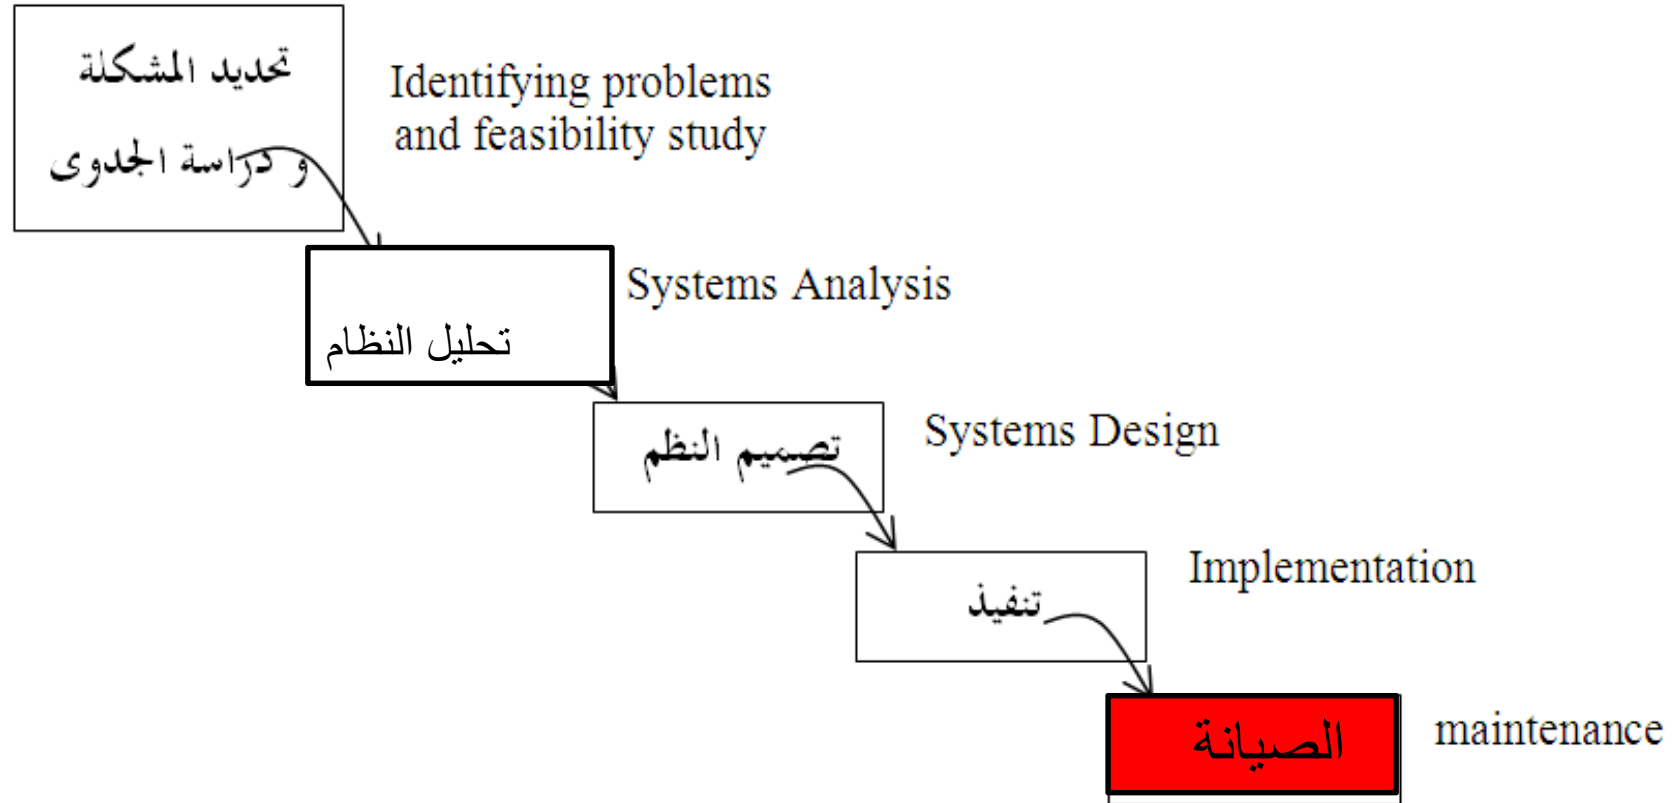 تحديد المشكلة
و دراسة الجدوى
Identifying problems
and feasibility study
Systems Analysis
تحليل النظام
Systems Design
تصميم النظم
Implementation
تنفيذ
الصيانة
maintenance